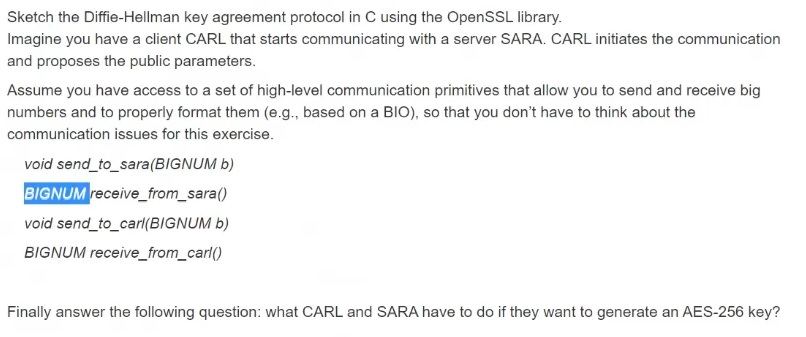 Sketch the Diffie-Hellman key agreement protocol in C using the OpenSSL library.
Imagine you have a client CARL that starts communicating with a server SARA. CARL initiates the communication
and proposes the public parameters.
Assume you have access to a set of high-level communication primitives that allow you to send and receive big
numbers and to properly format them (e.g., based on a BIO), so that you don't have to think about the
communication issues for this exercise.
void send_to_sara(BIGNUM b)
BIGNUM receive_from_sara()
void send_to_carl(BIGNUM b)
BIGNUM receive_from_carl()
Finally answer the following question: what CARL and SARA have to do if they want to generate an AES-256 key?